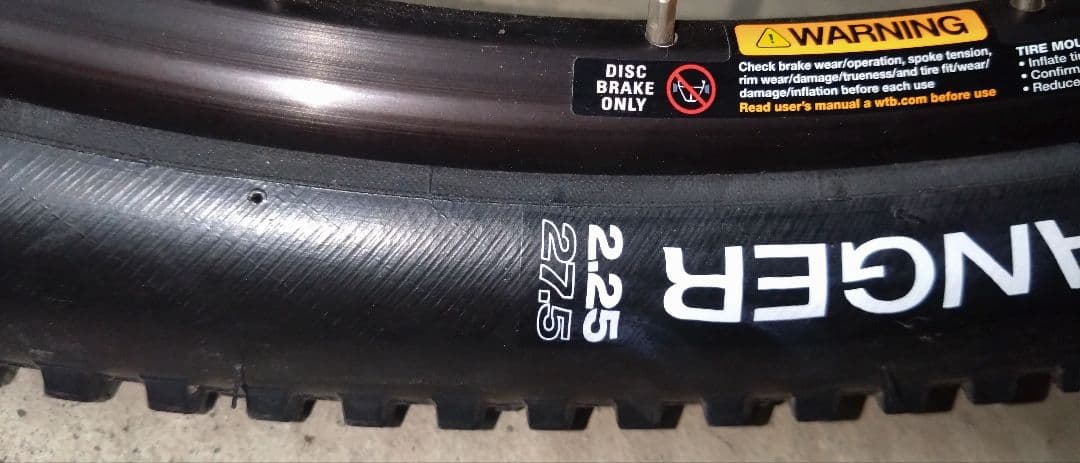 DISC
BRAKE
ONLY
WARNING
Check brake wear/operation, spoke tension,
rim wear/damage/trueness/and tire fit/wear/
damage/inflation before each use
Read user's manual a wtb.com before use
TIRE MOU
• Inflate ti
• Confirm
• Reduce
2.25
27.5
ANGER